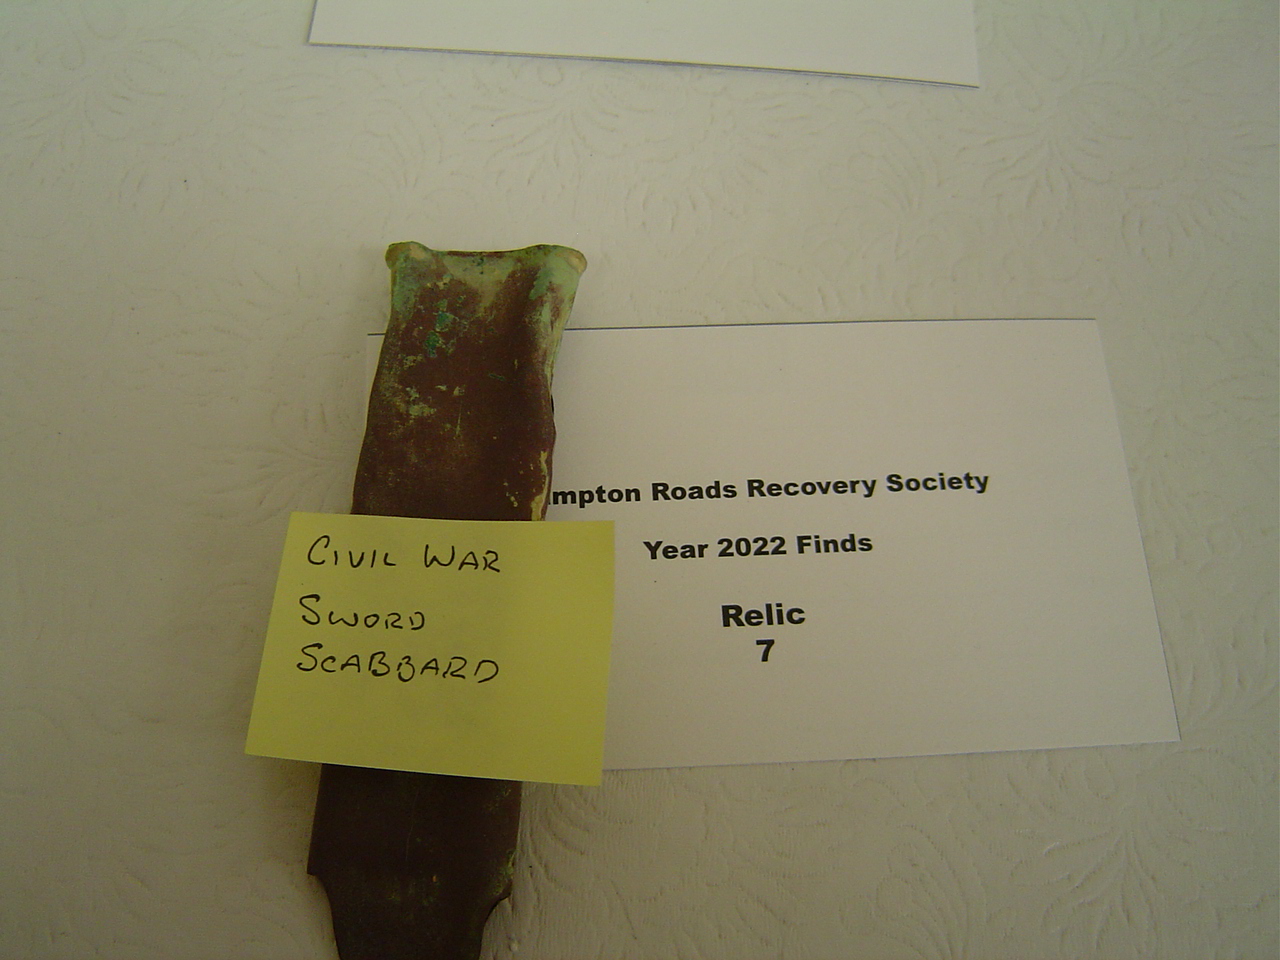 mpton Roads Recovery Society
Year 2022 Finds
Relic
7
CIVIL WAR
SWORD
SCABBARD